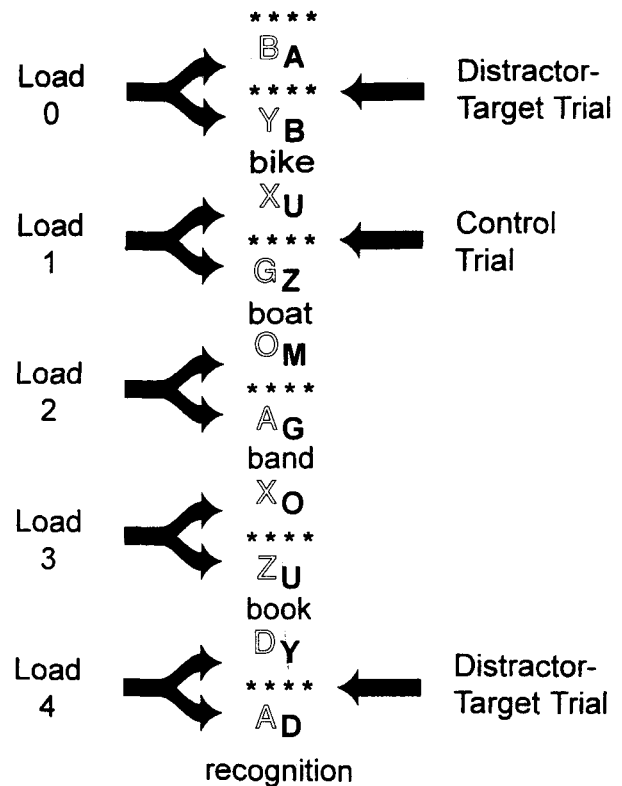 ****
B A
Load
0
****
Distractor-
Target Trial
Y B
bike
X U
Load
1
****
Control
Trial
G Z
boat
O M
Load
2
****
A G
band
X O
Load
3
****
Z U
book
D Y
Load
4
****
Distractor-
Target Trial
A D
recognition